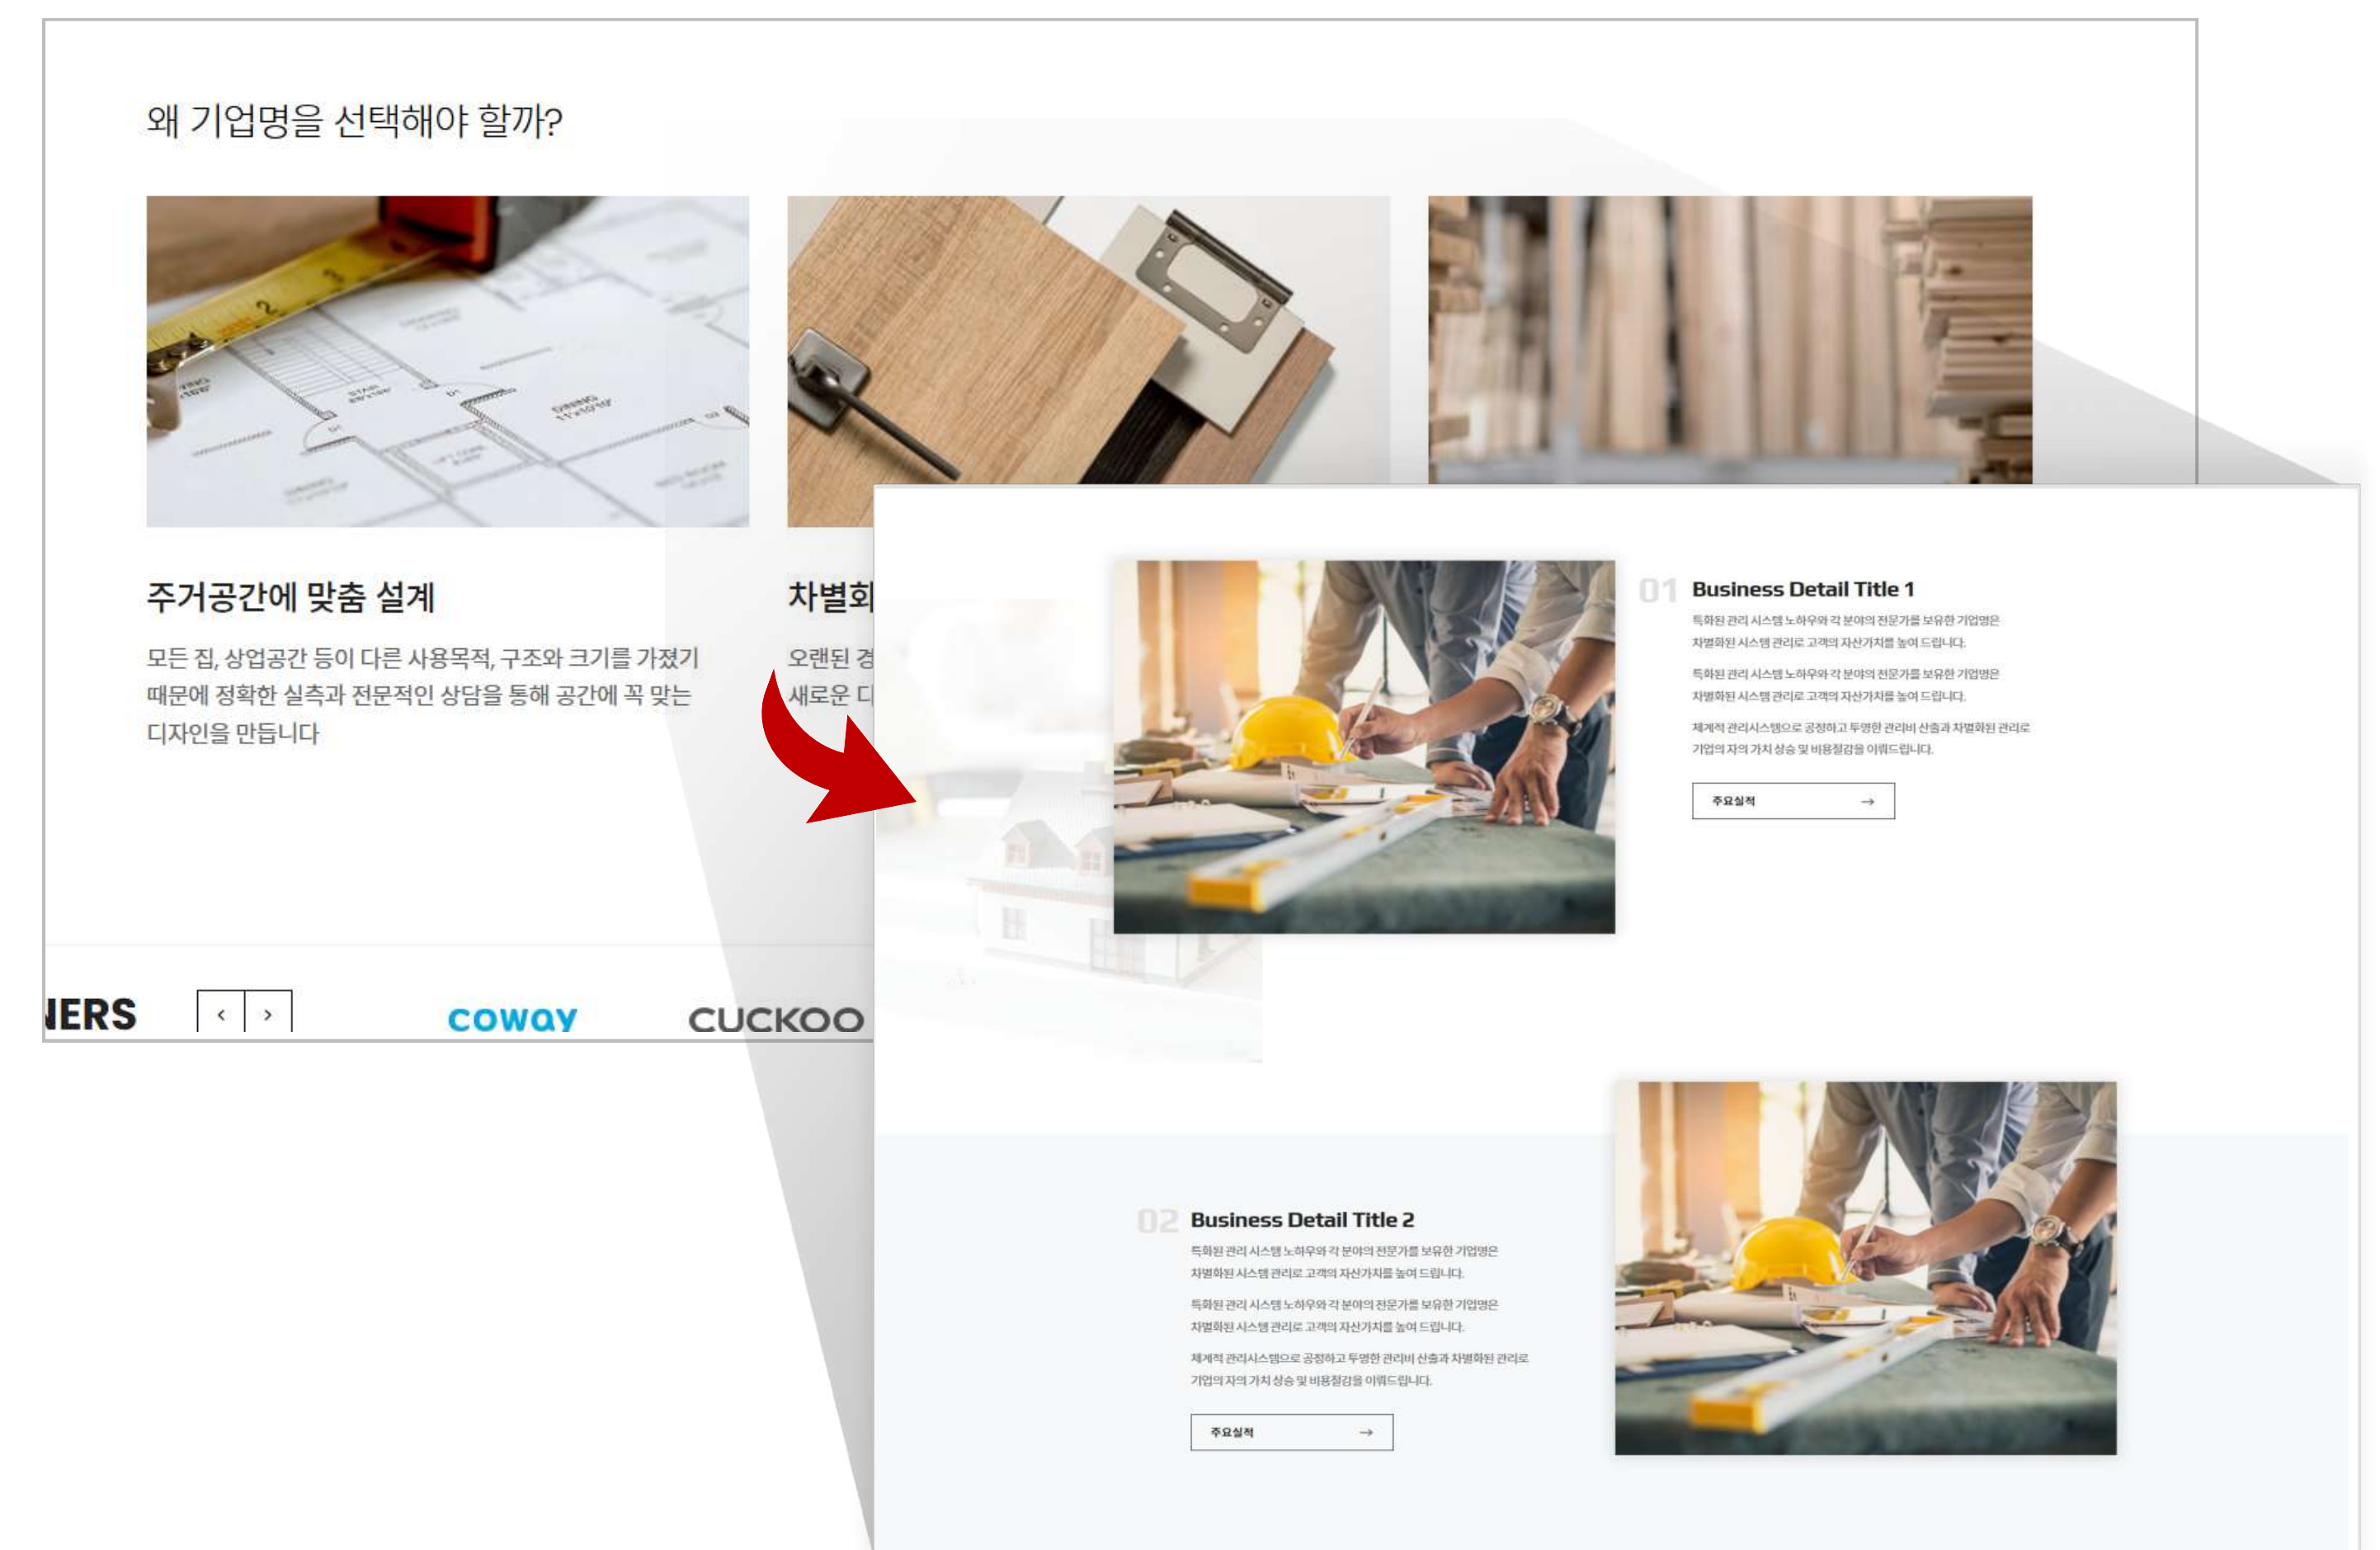 왜 기업명을 선택해야 할까?
주거공간에 맞춤 설계
모든 집, 상업공간 등이 다른 사용목적, 구조와 크기를 가졌기
때문에 정확한 실측과 전문적인 상담을 통해 공간에 꼭 맞는
디자인을 만듭니다
차별화
오랜된 경
새로운 디
NERS
coway
CUCKOO
STAIR
DINING
11'x10'10"
01 Business Detail Title 1
특화된 관리 시스템 노하우와 각 분야의 전문가를 보유한 기업명은
차별화된 시스템 관리로 고객의 자산가치를 높여 드립니다.
특화된 관리 시스템 노하우와 각 분야의 전문가를 보유한 기업명은
차별화된 시스템 관리로 고객의 자산가치를 높여 드립니다.
체계적 관리시스템으로 공정하고 투명한 관리비 산출과 차별화된 관리로
기업의 자의 가치 상승 및 비용절감을 이뤄드립니다.
주요실적 →
02 Business Detail Title 2
특화된 관리 시스템 노하우와 각 분야의 전문가를 보유한 기업명은
차별화된 시스템 관리로 고객의 자산가치를 높여 드립니다.
특화된 관리 시스템 노하우와 각 분야의 전문가를 보유한 기업명은
차별화된 시스템 관리로 고객의 자산가치를 높여 드립니다.
체계적 관리시스템으로 공정하고 투명한 관리비 산출과 차별화된 관리로
기업의 자의 가치 상승 및 비용절감을 이뤄드립니다.
주요실적 →